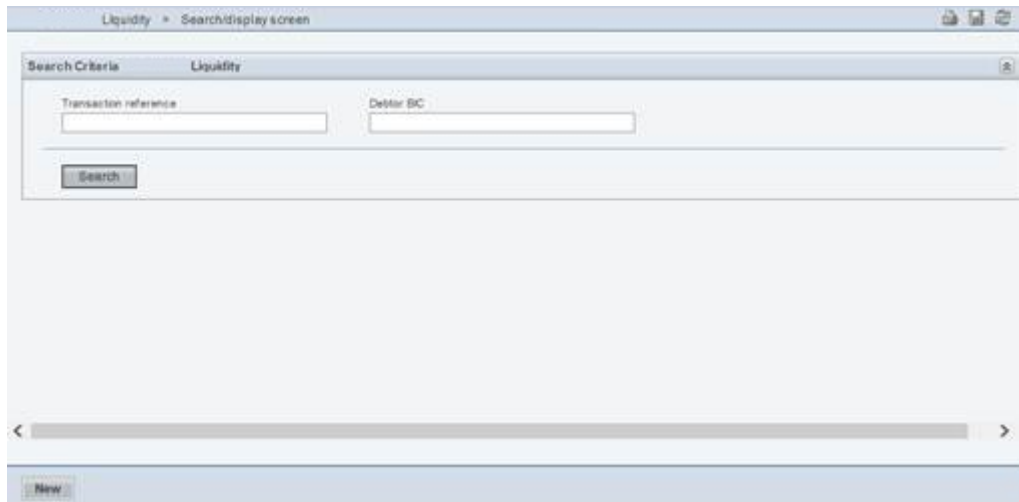 Liquidity » Search/display screen
Search Criteria Liquidity
Transaction reference Debtor BIC
Search
New